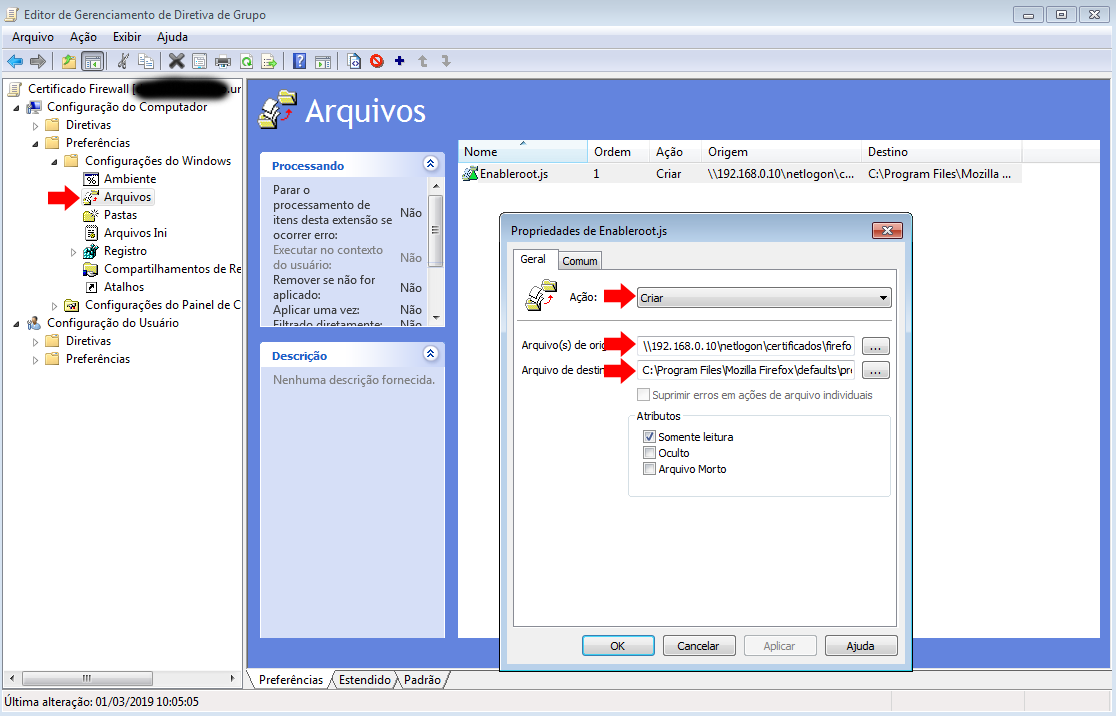 Editor de Gerenciamento de Diretiva de Grupo
Arquivo Ação Exibir Ajuda
Certificado Firewall [
.ur
Configuração do Computador
Diretivas
Preferências
Configurações do Windows
Ambiente
Arquivos
Pastas
Arquivos Ini
Registro
Compartilhamentos de Re
Atalhos
Configurações do Painel de C
Configuração do Usuário
Diretivas
Preferências
Arquivos
Processando
Parar o
processamento de
itens desta extensão se
ocorrer erro:
Não
Executar no contexto
do usuário:
Não
Remover se não for
aplicado:
Não
Aplicar uma vez:
Não
Filtrado diretamente:
Não
Descrição
Nenhuma descrição fornecida.
Nome Ordem Ação Origem Destino
Enableroot.js 1 Criar \\192.168.0.10\netlogon\c... C:\Program Files\Mozilla ...
Propriedades de Enableroot.js
Geral Comum
Ação: Criar
Arquivo(s) de orig \\192.168.0.10\netlogon\certificados\firefo ...
Arquivo de destin C:\Program Files\Mozilla Firefox\defaults\pre ...
Suprimir erros em ações de arquivo individuais
Atributos
Somente leitura
Oculto
Arquivo Morto
OK Cancelar Aplicar Ajuda
Preferências Estendido Padrão
Última alteração: 01/03/2019 10:05:05